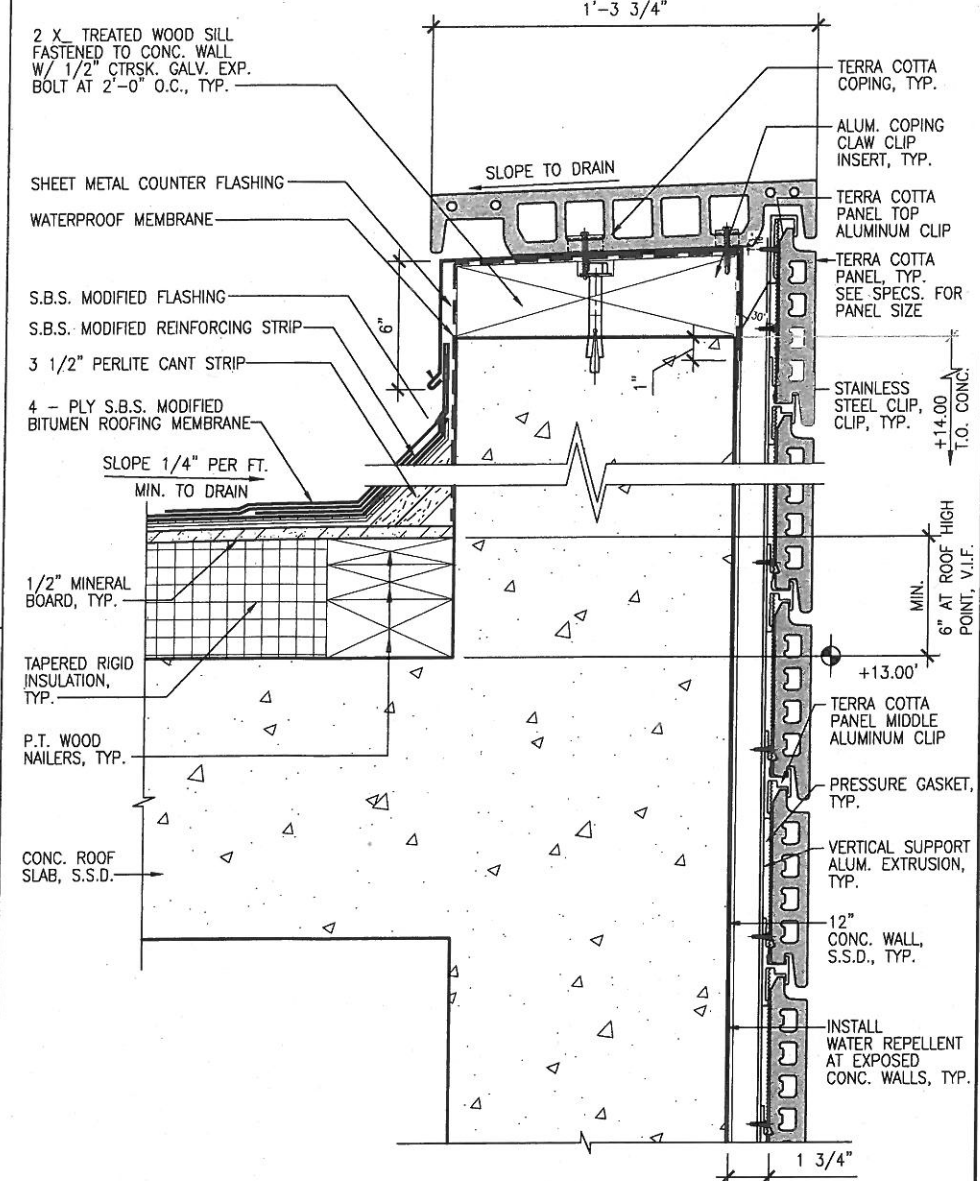 1'-3 3/4"
2 X_ TREATED WOOD SILL
FASTENED TO CONC. WALL
W/ 1/2" CTRSK. GALV. EXP.
BOLT AT 2'-0" O.C., TYP.
SHEET METAL COUNTER FLASHING
WATERPROOF MEMBRANE
S.B.S. MODIFIED FLASHING
S.B.S. MODIFIED REINFORCING STRIP
3 1/2" PERLITE CANT STRIP
4 - PLY S.B.S. MODIFIED
BITUMEN ROOFING MEMBRANE
SLOPE 1/4" PER FT.
MIN. TO DRAIN
1/2" MINERAL
BOARD, TYP.
TAPERED RIGID
INSULATION,
TYP.
P.T. WOOD
NAILERS, TYP.
CONC. ROOF
SLAB, S.S.D.
SLOPE TO DRAIN
6"
1"
30°
TERRA COTTA
COPING, TYP.
ALUM. COPING
CLAW CLIP
INSERT, TYP.
TERRA COTTA
PANEL TOP
ALUMINUM CLIP
TERRA COTTA
PANEL, TYP.
SEE SPECS. FOR
PANEL SIZE
STAINLESS
STEEL CLIP,
CLIP, TYP.
+14.00
T.O. CONC.
MIN.
6" AT ROOF HIGH
POINT, V.I.F.
+13.00'
TERRA COTTA
PANEL MIDDLE
ALUMINUM CLIP
PRESSURE GASKET,
TYP.
VERTICAL SUPPORT
ALUM. EXTRUSION,
TYP.
12"
CONC. WALL,
S.S.D., TYP.
INSTALL
WATER REPELLENT
AT EXPOSED
CONC. WALLS, TYP.
1 3/4"